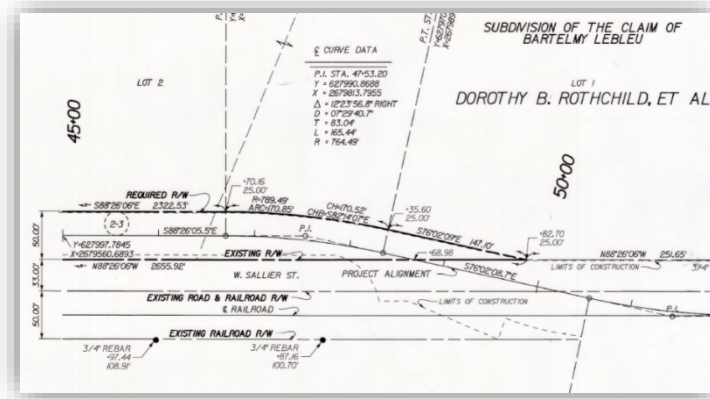 SUBDIVISION OF THE CLAIM OF
BARTELMY LEBLEU
LOT 2
LOT 1
DOROTHY B. ROTHCHILD, ET AL
℄ CURVE DATA
P.I. STA. 47+53.20
Y = 627990.8688
X = 2679813.7955
Δ = 12°23'56.8" RIGHT
D = 07°29'40.7"
T = 83.04'
L = 165.44'
R = 764.49'
P.T. ST
Y=627970
X=267989
45+00
50+00
REQUIRED R/W
S88°26'06"E 2322.53'
+70.16
25.00'
R=789.49'
ARC=170.85'
CH=170.52'
CHB=S82°14'07"E
+35.60
25.00'
2-3
S88°26'05.5"E
P.I.
S76°02'09"E 147.10'
+82.70
25.00'
50.00'
Y=627997.7845
X=2679560.6893
EXISTING R/W
+68.98
N88°26'06"W 251.65'
LIMITS OF CONSTRUCTION
N88°26'06"W 2655.92'
W. SALLIER ST.
PROJECT ALIGNMENT
S76°02'08.7"E
33.00'
EXISTING ROAD & RAILROAD R/W
LIMITS OF CONSTRUCTION
℄ RAILROAD
P.I.
50.00'
EXISTING RAILROAD R/W
3/4" REBAR
+97.44
108.91'
3/4" REBAR
+87.16
100.70'